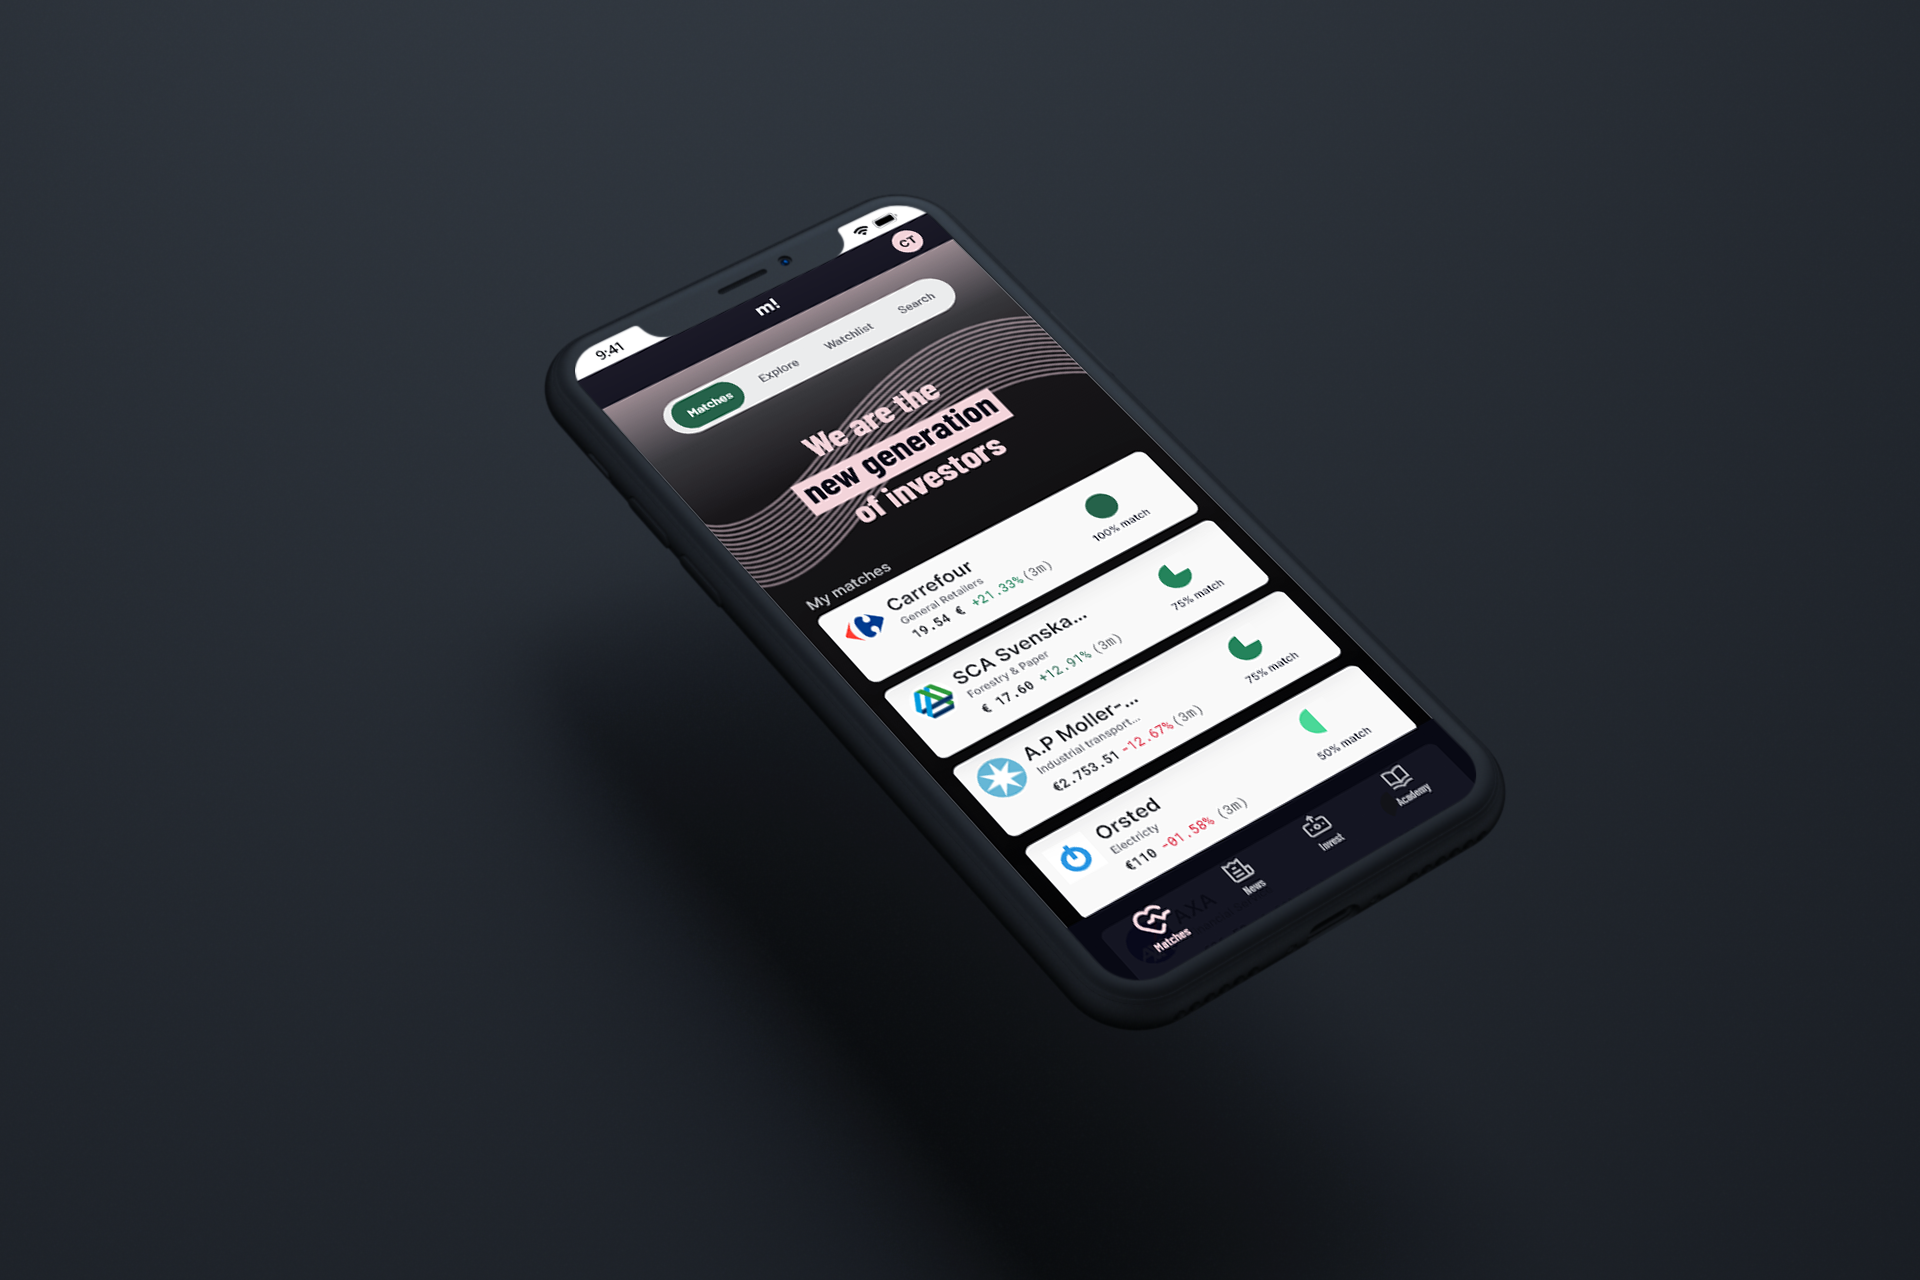 9:41
CT
m!
Matches Explore Watchlist Search
We are the
new generation
of investors
My matches
Carrefour
General Retailers
19.54 € +21.33% (3m)
100% match
SCA Svenska...
Forestry & Paper
€ 17.60 +12.91% (3m)
75% match
A.P Moller-...
Industrial transport...
€2.753.51 -12.67% (3m)
75% match
Orsted
Electricty
€110 -01.58% (3m)
50% match
AXA
Matches News Invest Academy